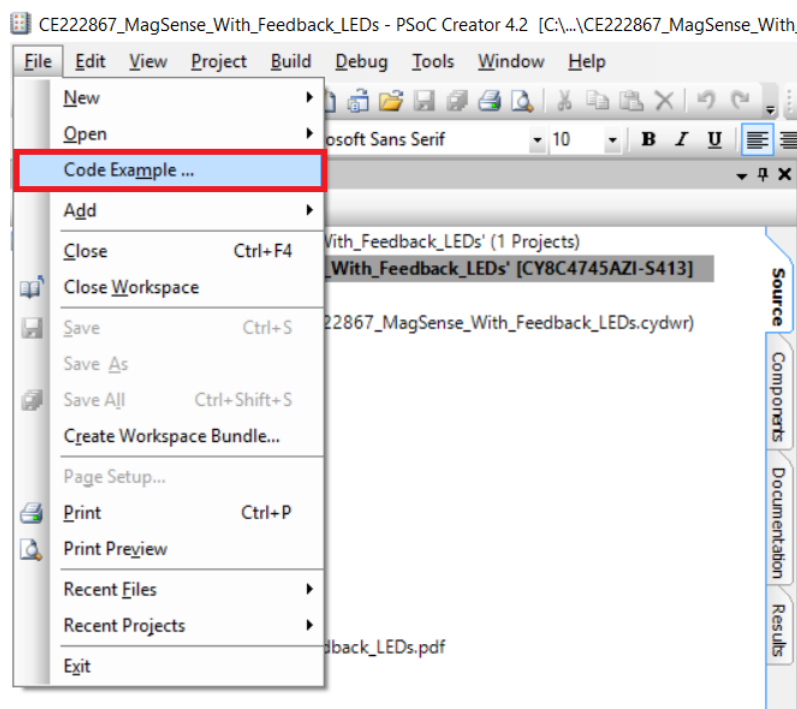 CE222867_MagSense_With_Feedback_LEDs - PSoC Creator 4.2 [C:\...\CE222867_MagSense_With_
File Edit View Project Build Debug Tools Window Help
New
osoft Sans Serif 10 B I U
Open
Code Example ...
Add
With_Feedback_LEDs' (1 Projects)
Close Ctrl+F4
_With_Feedback_LEDs' [CY8C4745AZI-S413]
Close Workspace
Save Ctrl+S
22867_MagSense_With_Feedback_LEDs.cydwr)
Save As
Save All Ctrl+Shift+S
Create Workspace Bundle...
Page Setup...
Print Ctrl+P
Print Preview
Recent Files
Recent Projects
dback_LEDs.pdf
Exit
Source
Components
Documentation
Results